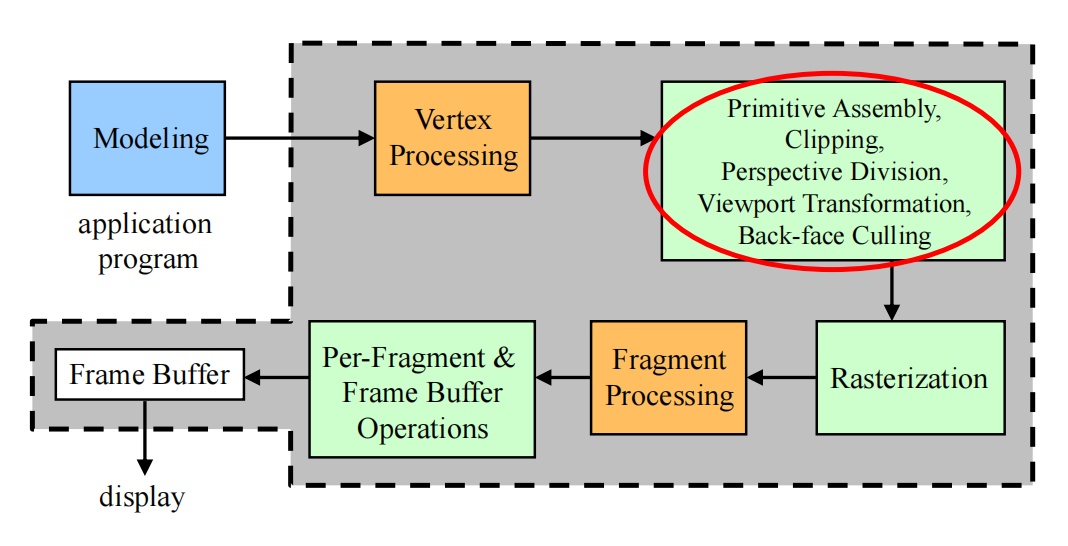 Modeling
application
program
Vertex
Processing
Primitive Assembly,
Clipping,
Perspective Division,
Viewport Transformation,
Back-face Culling
Rasterization
Fragment
Processing
Per-Fragment &
Frame Buffer
Operations
Frame Buffer
display